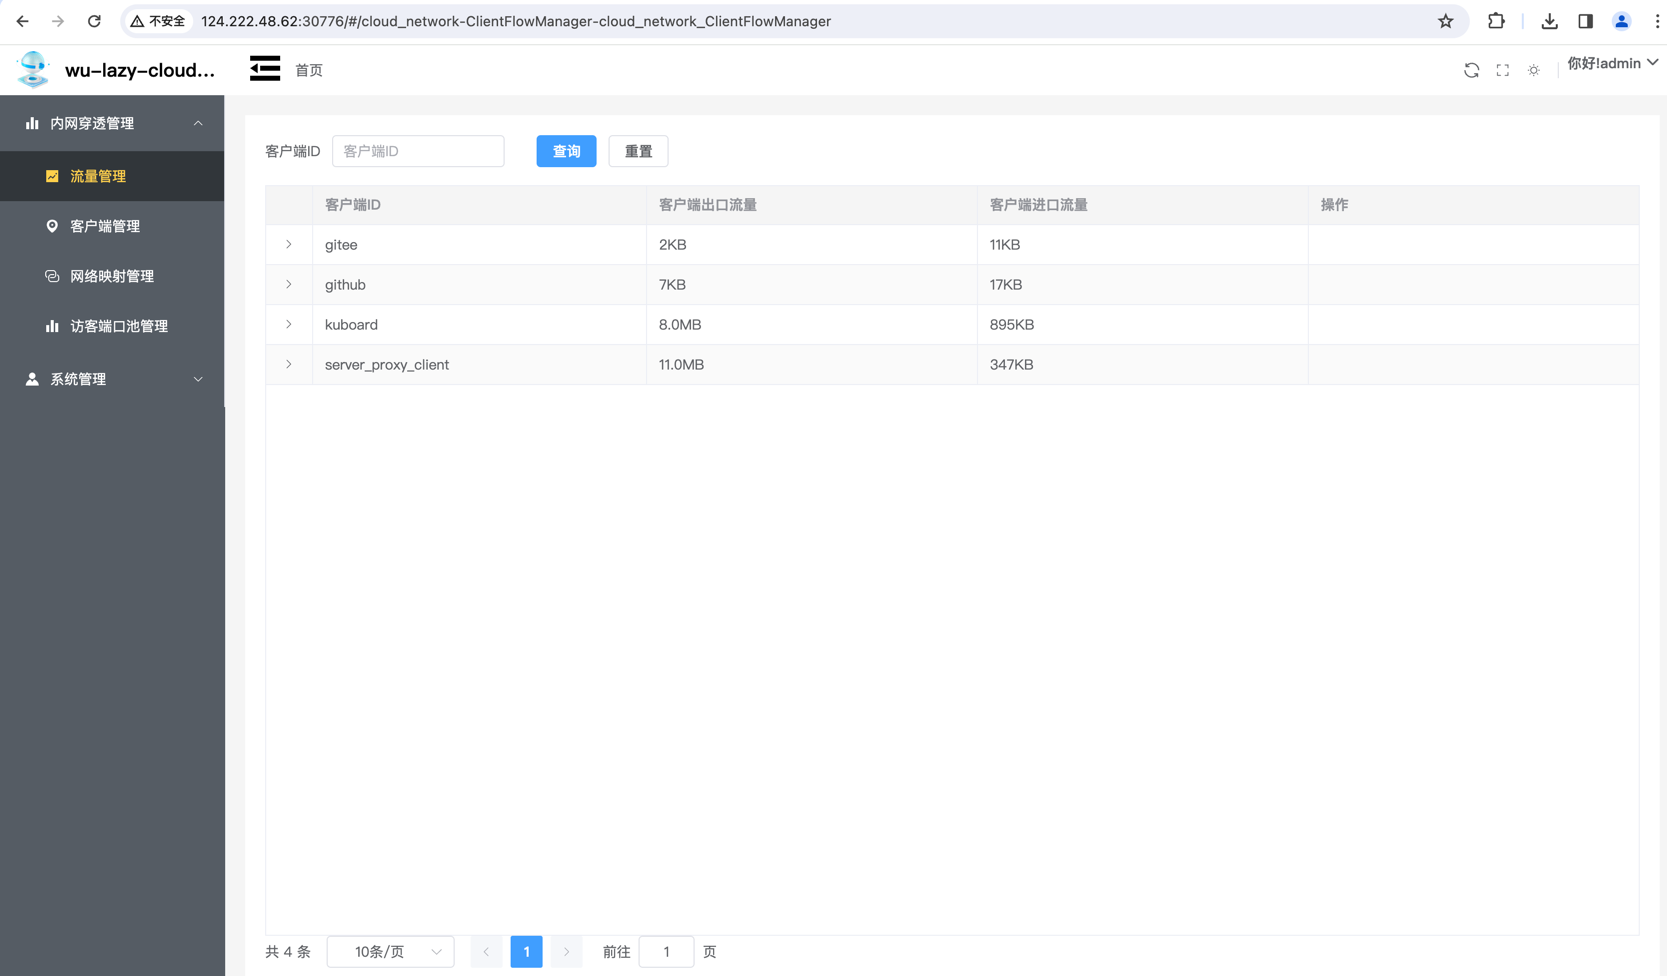 不安全
124.222.48.62:30776/#/cloud_network-ClientFlowManager-cloud_network_ClientFlowManager
wu-lazy-cloud...
首页
你好!admin
内网穿透管理
流量管理
客户端管理
网络映射管理
访客端口池管理
系统管理
客户端ID 客户端ID 查询 重置
客户端ID 客户端出口流量 客户端进口流量 操作
gitee 2KB 11KB
github 7KB 17KB
kuboard 8.0MB 895KB
server_proxy_client 11.0MB 347KB
共 4 条 10条/页 1 前往 1 页